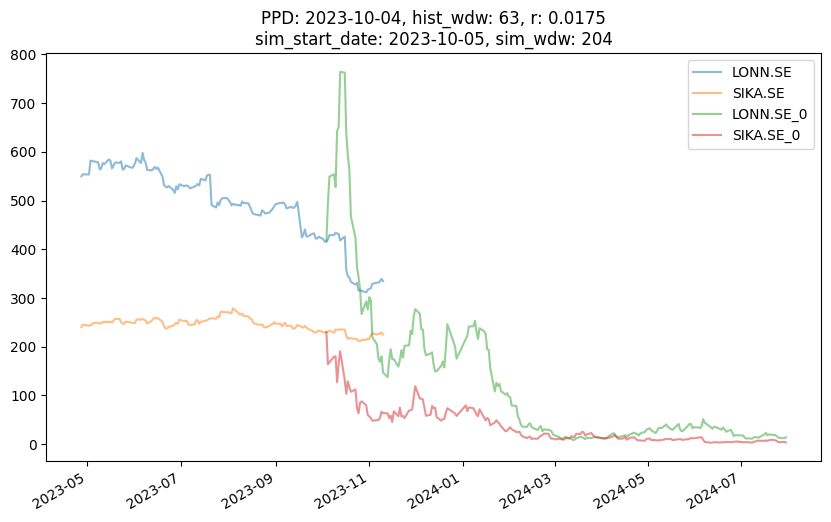 PPD: 2023-10-04, hist_wdw: 63, r: 0.0175
sim_start_date: 2023-10-05, sim_wdw: 204
800
700
600
500
400
300
200
100
0
LONN.SE
SIKA.SE
LONN.SE_0
SIKA.SE_0
2023-05
2023-07
2023-09
2023-11
2024-01
2024-03
2024-05
2024-07